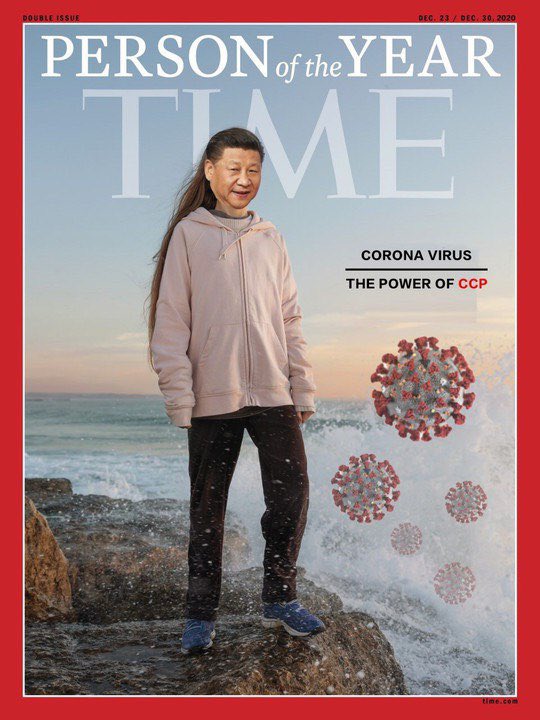 DOUBLE ISSUE
DEC. 23 / DEC. 30, 2020
PERSON of the YEAR
TIME
CORONA VIRUS
THE POWER OF CCP
time.com